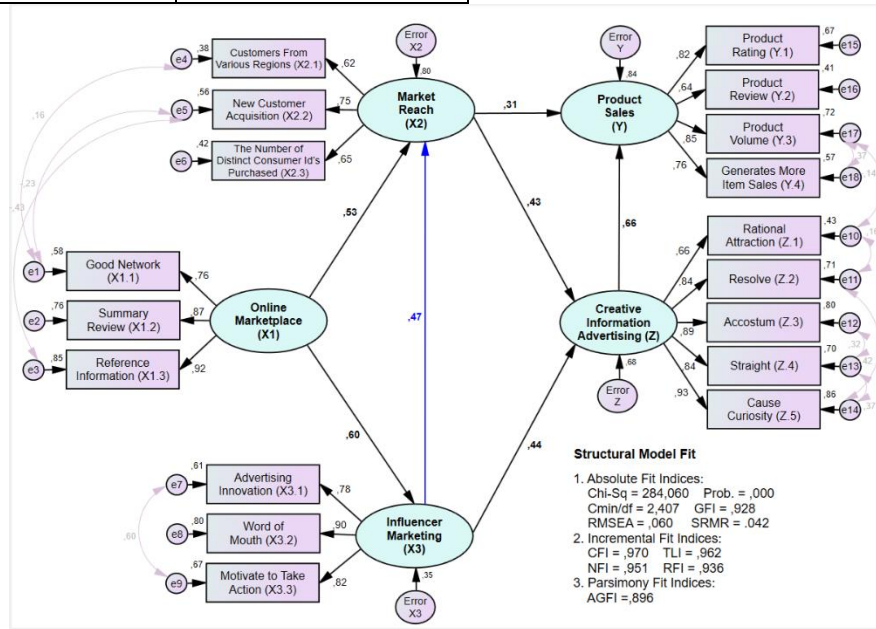 Error
X2
,80
Error
Y
,84
e4
,38
Customers From
Various Regions (X2.1)
,62
e5
,56
New Customer
Acquisition (X2.2)
,75
e6
,42
The Number of
Distinct Consumer Id's
Purchased (X2.3)
,65
Market
Reach
(X2)
,31
Product
Sales
(Y)
,82
Product
Rating (Y.1)
,67
e15
,64
Product
Review (Y.2)
,41
e16
,85
Product
Volume (Y.3)
,72
e17
,76
Generates More
Item Sales (Y.4)
,57
e18
,37
,16
,23
,43
,53
,43
,66
,47
e1
,58
Good Network
(X1.1)
,76
e2
,76
Summary
Review (X1.2)
,87
e3
,85
Reference
Information (X1.3)
,92
Online
Marketplace
(X1)
Creative
Information
Advertising (Z)
,66
Rational
Attraction (Z.1)
,43
e10
,84
Resolve (Z.2)
,71
e11
,89
Accostum (Z.3)
,80
e12
,32
,84
Straight (Z.4)
,70
e13
,93
Cause
Curiosity (Z.5)
,86
e14
,37
,68
Error
Z
,60
,44
e7
,61
Advertising
Innovation (X3.1)
,78
e8
,80
Word of
Mouth (X3.2)
,90
e9
,67
Motivate to Take
Action (X3.3)
,82
,60
Influencer
Marketing
(X3)
,35
Error
X3
Structural Model Fit
1. Absolute Fit Indices:
Chi-Sq = 284,060 Prob. = ,000
Cmin/df = 2,407 GFI = ,928
RMSEA = ,060 SRMR = .042
2. Incremental Fit Indices:
CFI = ,970 TLI = ,962
NFI = ,951 RFI = ,936
3. Parsimony Fit Indices:
AGFI =,896